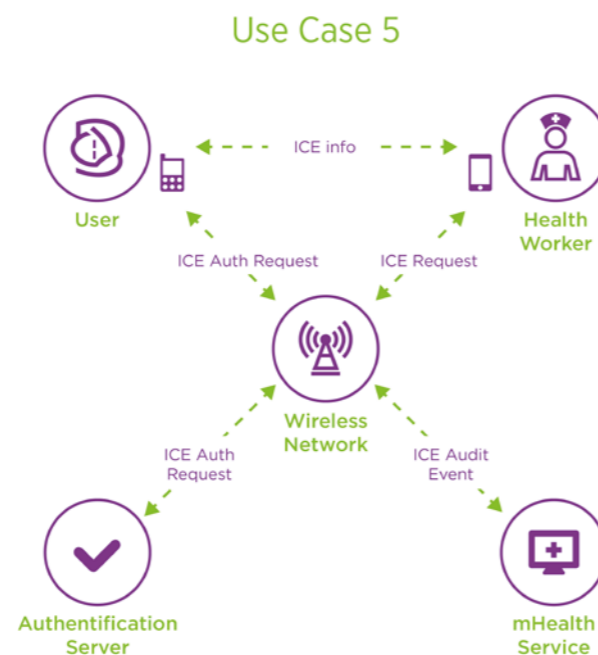 Use Case 5
ICE info
User
Health
Worker
ICE Auth Request
ICE Request
Wireless
Network
ICE Auth
Request
ICE Audit
Event
Authentification
Server
mHealth
Service